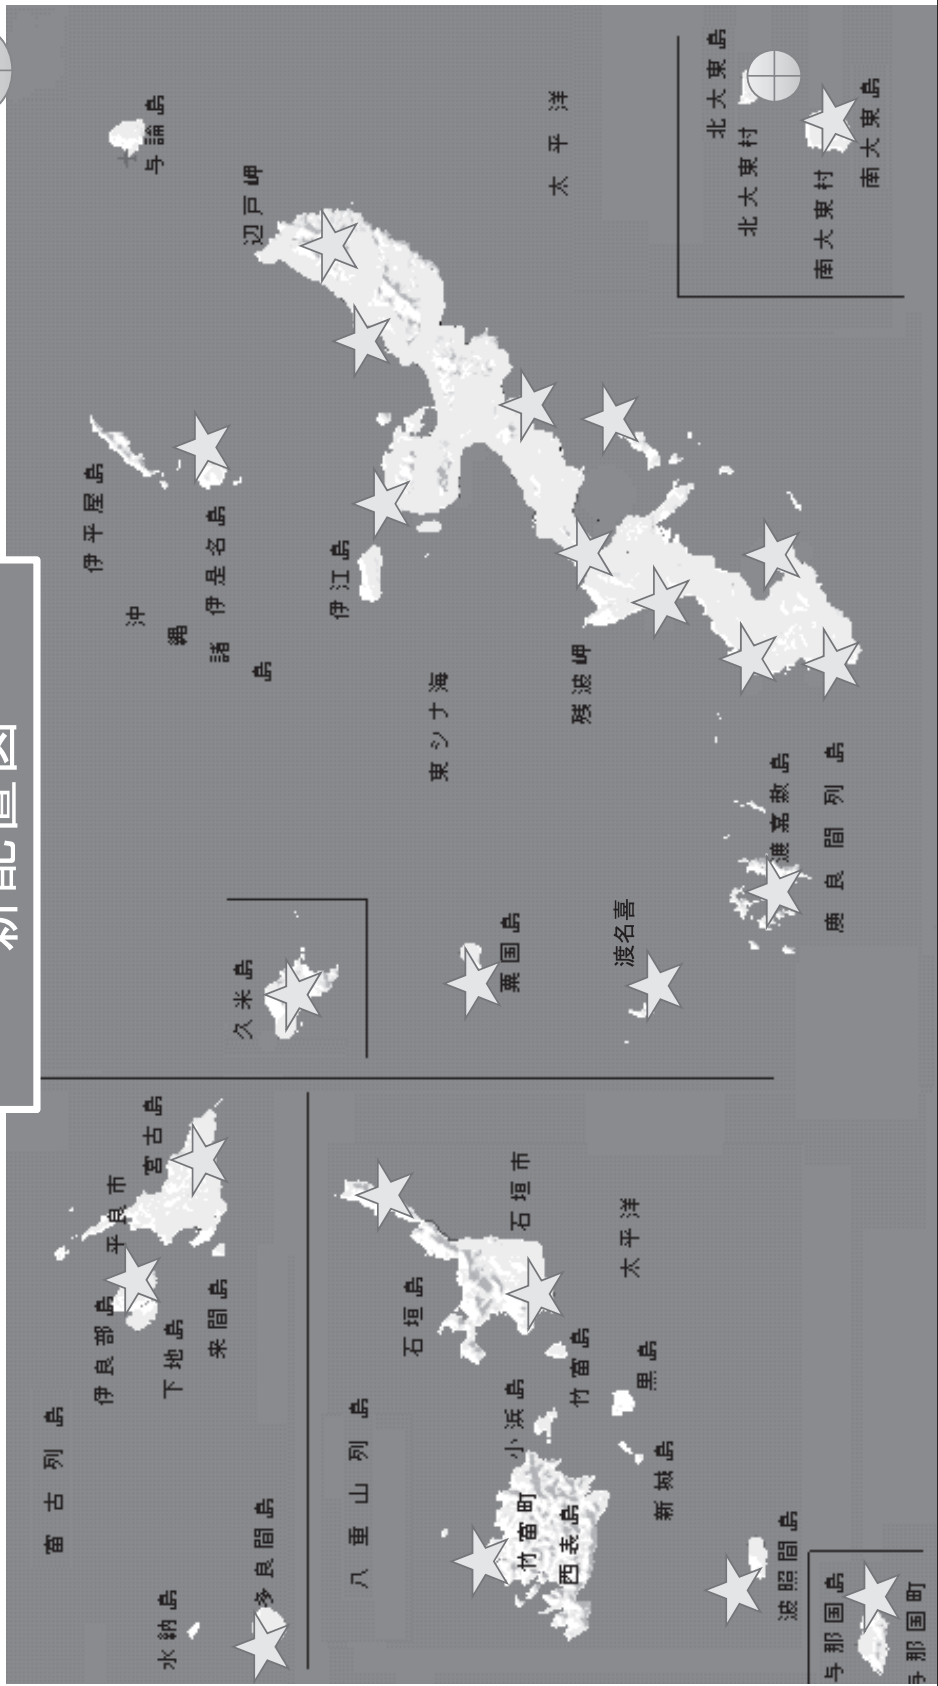 新配置図
宮古列島
水納島
多良間島
伊良部島
下地島
来間島
平良市
宮古島
八重山列島
石垣島
石垣市
太平洋
小浜島
竹富島
黒島
新城島
竹富町
西表島
波照間島
与那国島
与那国町
久米島
粟国島
渡名喜
渡嘉敷島
慶良間列島
伊平屋島
伊是名島
沖
縄
諸
島
伊江島
東シナ海
残波岬
与論島
辺戸岬
太平洋
北大東島
北大東村
南大東村
南大東島